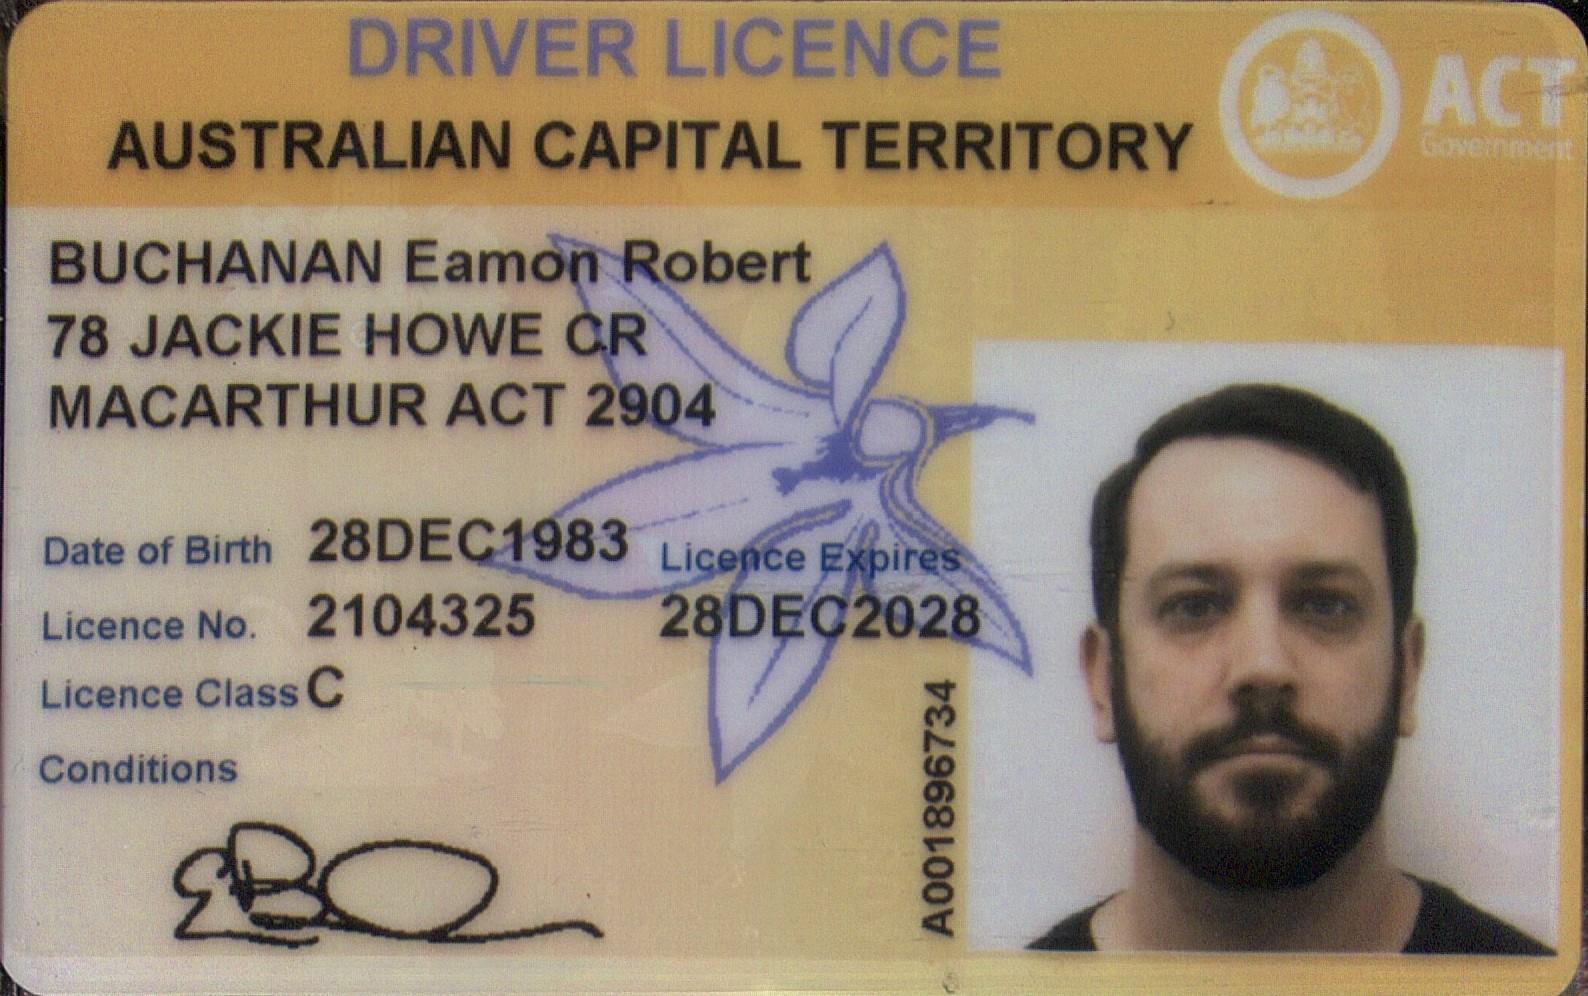 DRIVER LICENCE
AUSTRALIAN CAPITAL TERRITORY
ACT
Government
BUCHANAN Eamon Robert
78 JACKIE HOWE CR
MACARTHUR ACT 2904
Date of Birth 28DEC1983
Licence Expires
Licence No. 2104325
28DEC2028
Licence Class C
Conditions
A001896734